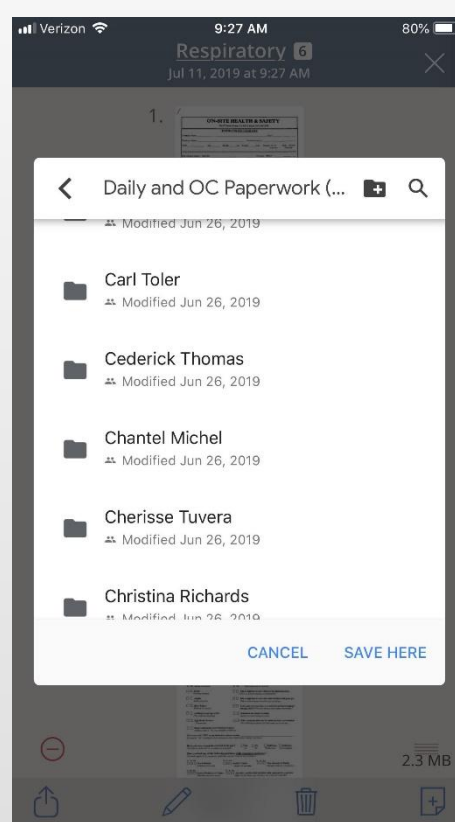 Verizon 9:27 AM 80%
Respiratory 6
Jul 11, 2019 at 9:27 AM
1.
ON-SITE HEALTH & SAFETY
Daily and OC Paperwork (...
Modified Jun 26, 2019
Carl Toler
Modified Jun 26, 2019
Cederick Thomas
Modified Jun 26, 2019
Chantel Michel
Modified Jun 26, 2019
Cherisse Tuvera
Modified Jun 26, 2019
Christina Richards
Modified Jun 26, 2019
CANCEL SAVE HERE
2.3 MB